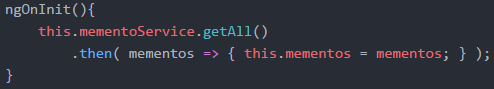 ngOnInit(){
    this.mementoService.getAll()
        .then( mementos => { this.mementos = mementos; } );
}